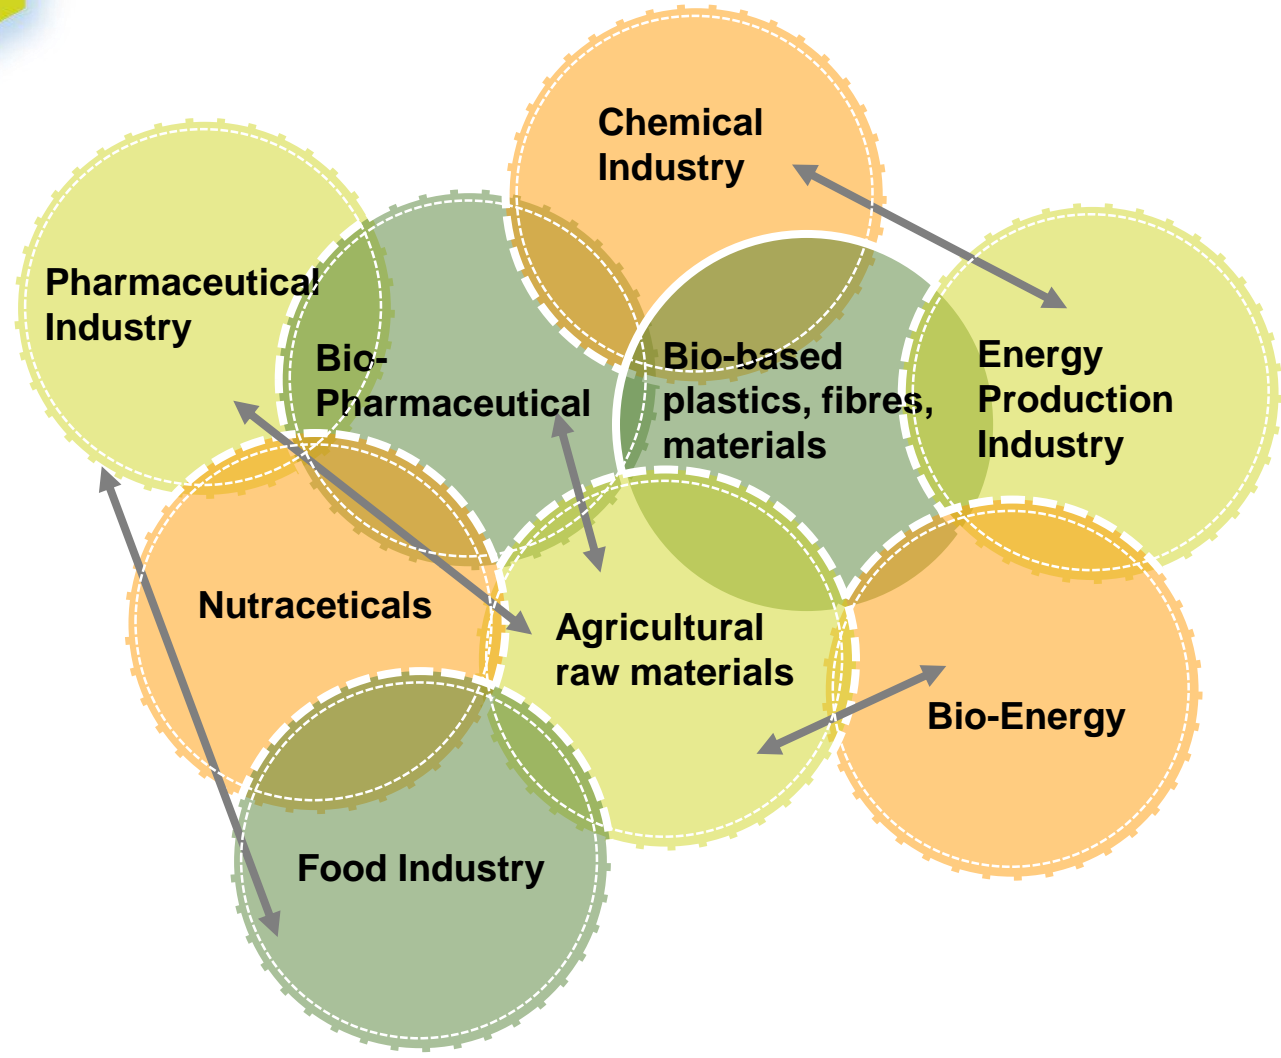 Chemical
Industry
Pharmaceutical
Industry
Bio-
Pharmaceutical
Bio-based
plastics, fibres,
materials
Energy
Production
Industry
Nutraceticals
Agricultural
raw materials
Bio-Energy
Food Industry